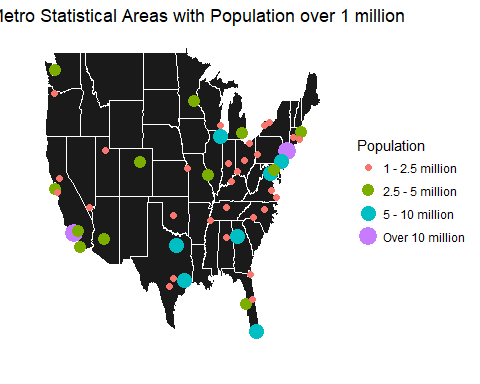 Metro Statistical Areas with Population over 1 million
Population
1 - 2.5 million
2.5 - 5 million
5 - 10 million
Over 10 million